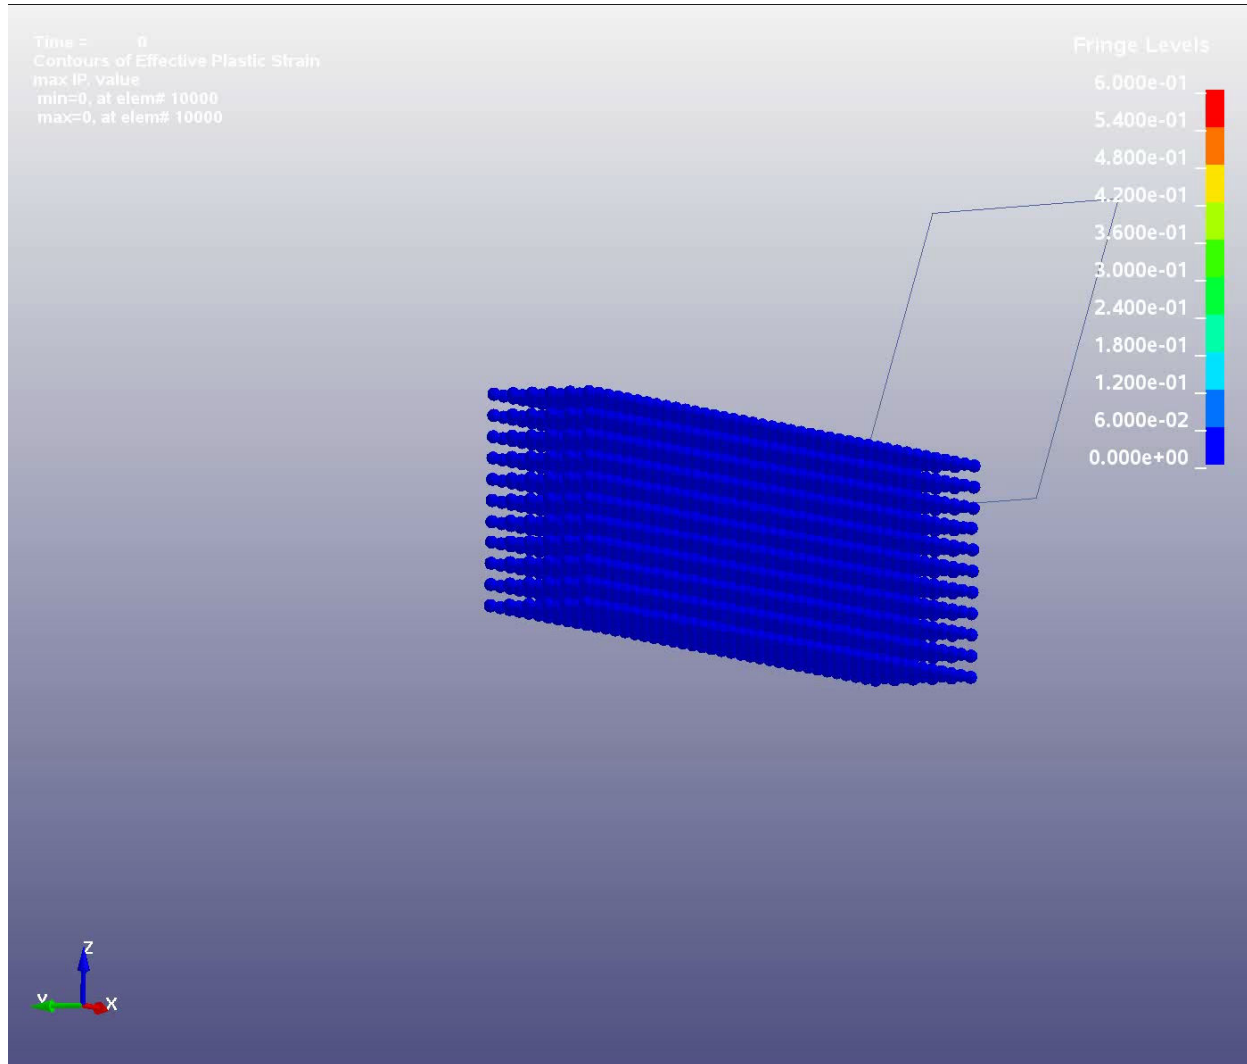 Time = 0
Contours of Effective Plastic Strain
max IP. value
min=0, at elem# 10000
max=0, at elem# 10000
Fringe Levels
6.000e-01
5.400e-01
4.800e-01
4.200e-01
3.600e-01
3.000e-01
2.400e-01
1.800e-01
1.200e-01
6.000e-02
0.000e+00
Z
Y
X